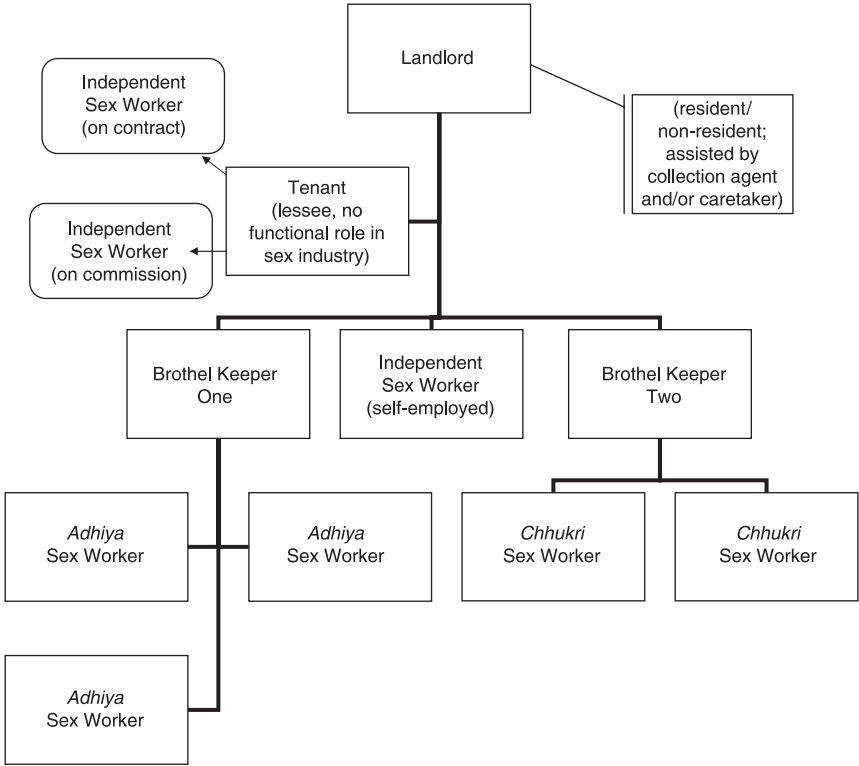 Landlord
Independent
Sex Worker
(on contract)
(resident/
non-resident;
assisted by
collection agent
and/or caretaker)
Tenant
(lessee, no
functional role in
sex industry)
Independent
Sex Worker
(on commission)
Brothel Keeper
One
Independent
Sex Worker
(self-employed)
Brothel Keeper
Two
Adhiya
Sex Worker
Adhiya
Sex Worker
Chhukri
Sex Worker
Chhukri
Sex Worker
Adhiya
Sex Worker